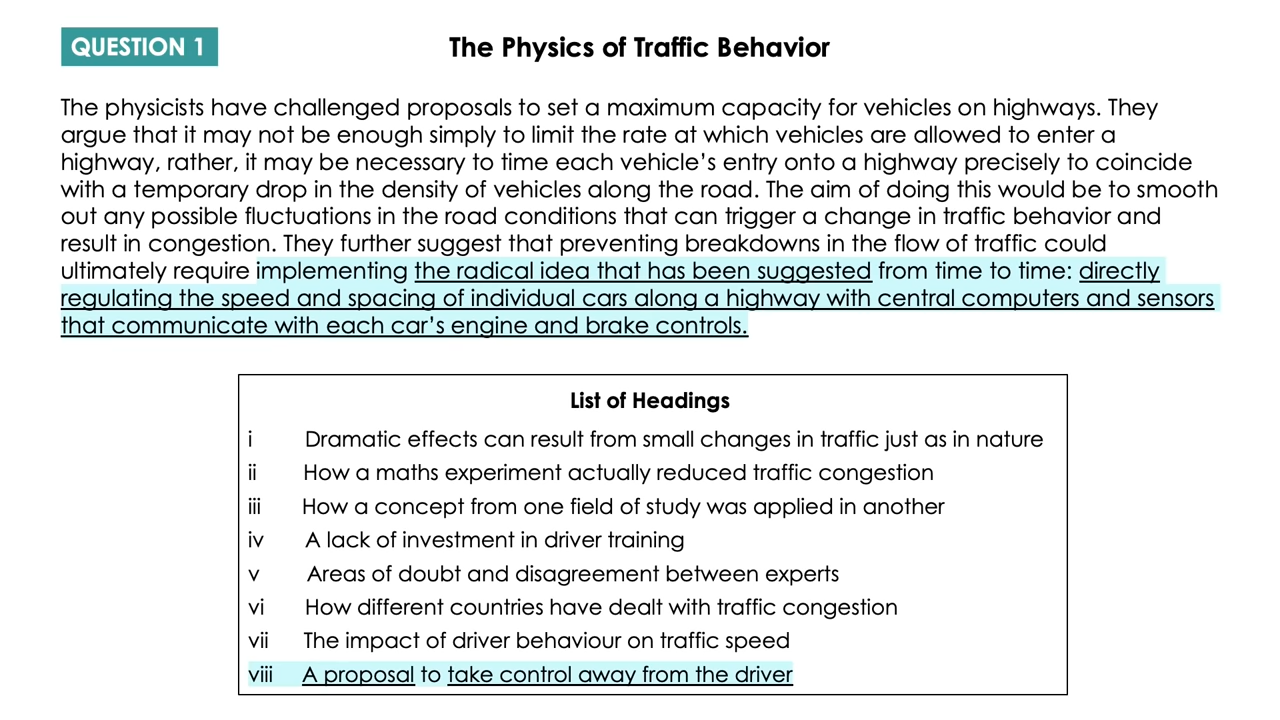 QUESTION 1
The Physics of Traffic Behavior
The physicists have challenged proposals to set a maximum capacity for vehicles on highways. They
argue that it may not be enough simply to limit the rate at which vehicles are allowed to enter a
highway, rather, it may be necessary to time each vehicle's entry onto a highway precisely to coincide
with a temporary drop in the density of vehicles along the road. The aim of doing this would be to smooth
out any possible fluctuations in the road conditions that can trigger a change in traffic behavior and
result in congestion. They further suggest that preventing breakdowns in the flow of traffic could
ultimately require implementing the radical idea that has been suggested from time to time: directly
regulating the speed and spacing of individual cars along a highway with central computers and sensors
that communicate with each car's engine and brake controls.
List of Headings
i Dramatic effects can result from small changes in traffic just as in nature
ii How a maths experiment actually reduced traffic congestion
iii How a concept from one field of study was applied in another
iv A lack of investment in driver training
v Areas of doubt and disagreement between experts
vi How different countries have dealt with traffic congestion
vii The impact of driver behaviour on traffic speed
viii A proposal to take control away from the driver